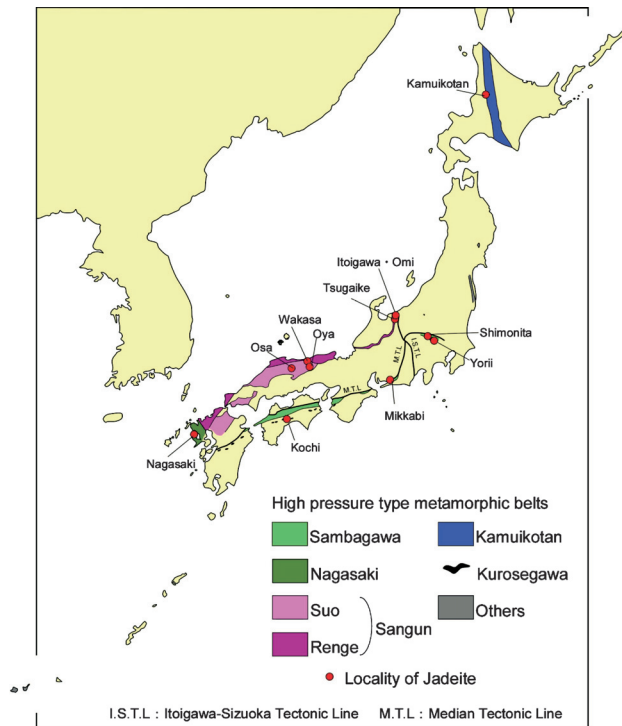 Kamuikotan
Itoigawa・Omi
Tsugaike
Wakasa
Oya
Osa
Shimonita
Yorii
M.T.L
I.S.T.L
M.T.L
Mikkabi
Kochi
Nagasaki
High pressure type metamorphic belts
Sambagawa
Kamuikotan
Nagasaki
Kurosegawa
Suo
Sangun
Others
Renge
Locality of Jadeite
I.S.T.L : Itoigawa-Sizuoka Tectonic Line M.T.L : Median Tectonic Line